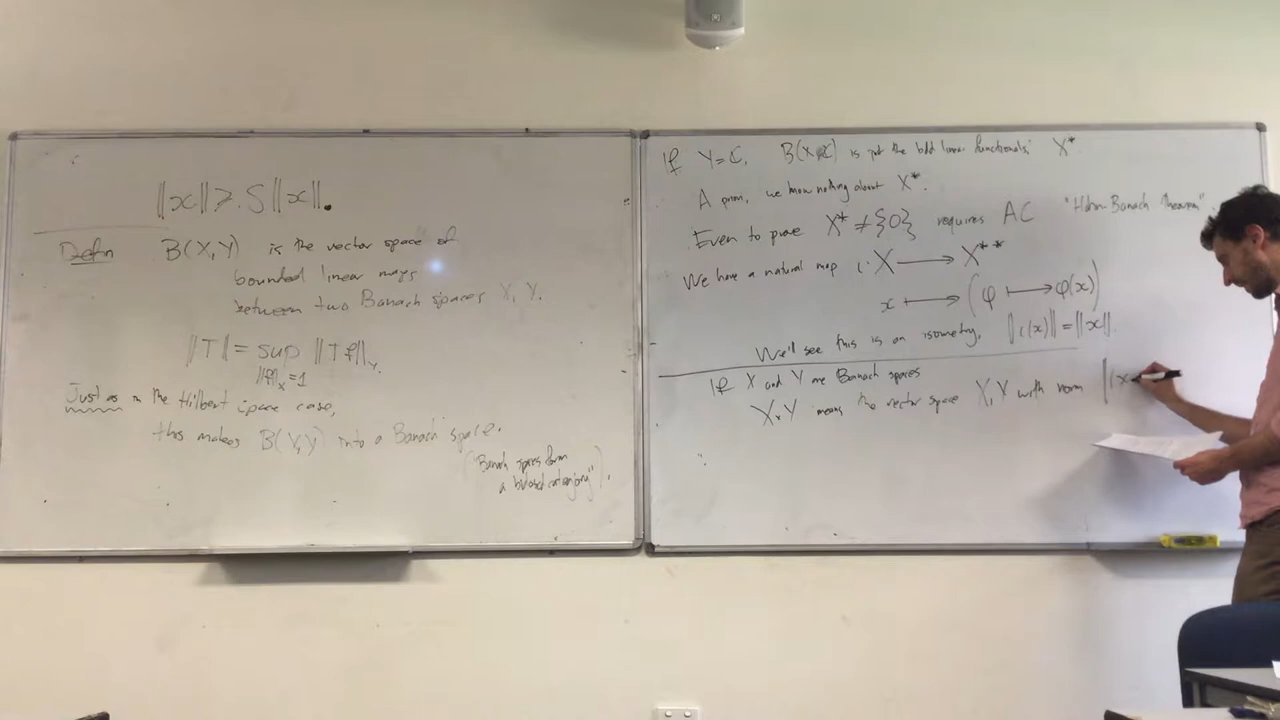 ||x|| ≥ S||x||.
Defn B(X,Y) is the vector space of
bounded linear maps
between two Banach spaces X, Y.
||T|| = sup ||Tf||_Y.
||f||_X=1
Just as in the Hilbert space case,
this makes B(X,Y) into a Banach space.
("Banach spaces form
a closed category").
If Y=ℂ, B(X,ℂ) is just the bdd linear functionals, X*
A priori, we know nothing about X*.
Even to prove X* ≠ {0} requires AC "Hahn-Banach Theorem".
We have a natural map ι: X ⟶ X**
x ⟼ (φ ⟼ φ(x))
We'll see this is an isometry, ||ι(x)|| = ||x||.
If X and Y are Banach spaces
X×Y means the vector space X,Y with norm ||(x